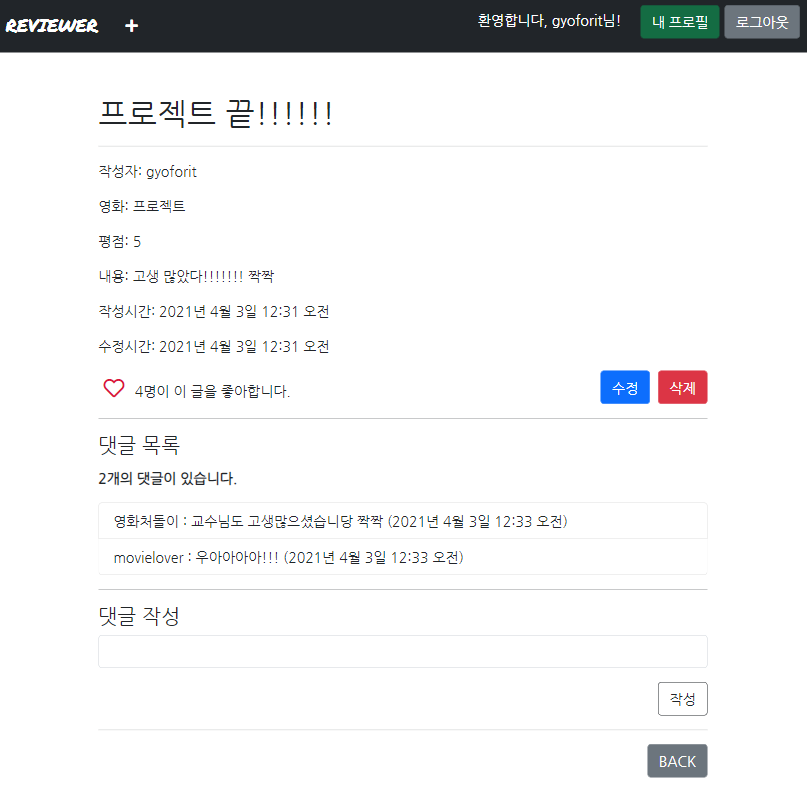 REVIEWER + 환영합니다, gyoforit님! 내 프로필 로그아웃
프로젝트 끝!!!!!!
작성자: gyoforit
영화: 프로젝트
평점: 5
내용: 고생 많았다!!!!!!! 짝짝
작성시간: 2021년 4월 3일 12:31 오전
수정시간: 2021년 4월 3일 12:31 오전
4명이 이 글을 좋아합니다. 수정 삭제
댓글 목록
2개의 댓글이 있습니다.
영화처돌이 : 교수님도 고생많으셨습니당 짝짝 (2021년 4월 3일 12:33 오전)
movielover : 우아아아아!!! (2021년 4월 3일 12:33 오전)
댓글 작성
작성
BACK